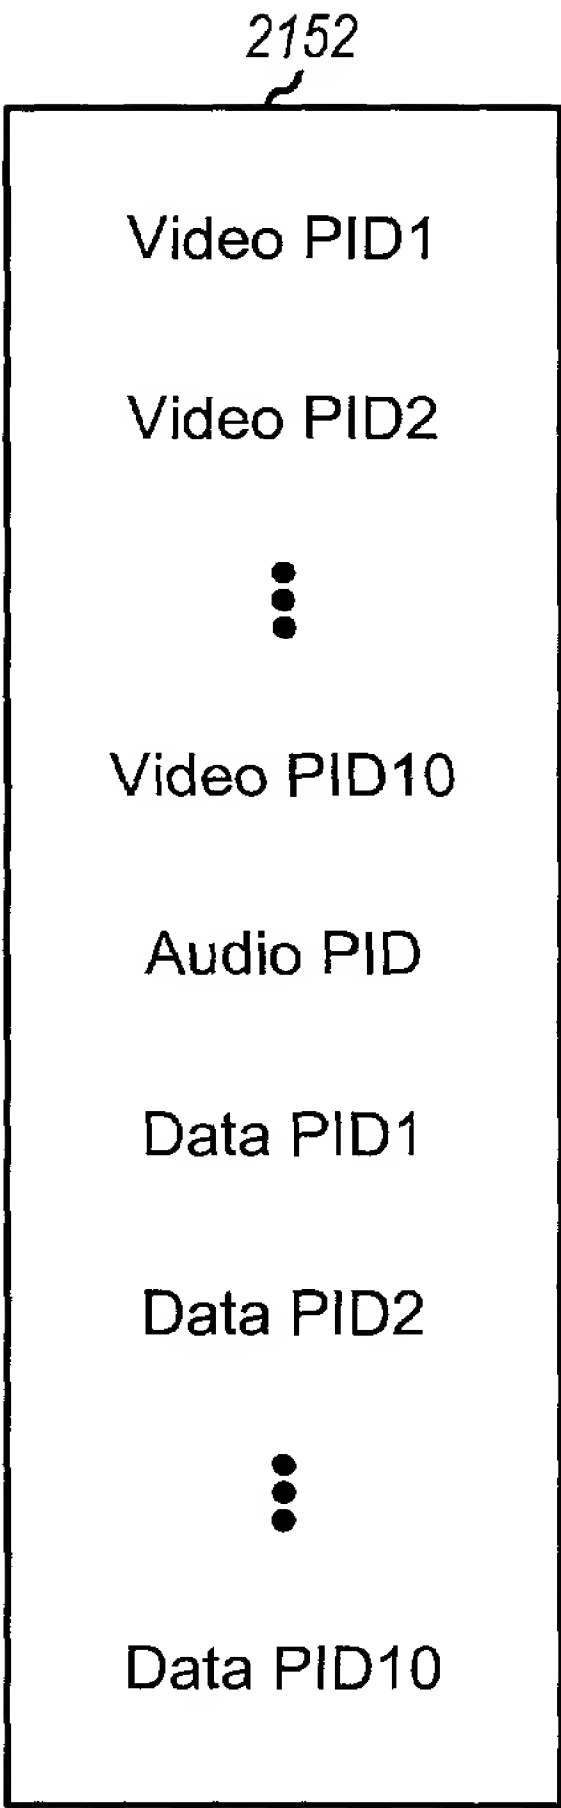 2152
Video PID1
Video PID2
Video PID10
Audio PID
Data PID1
Data PID2
Data PID10